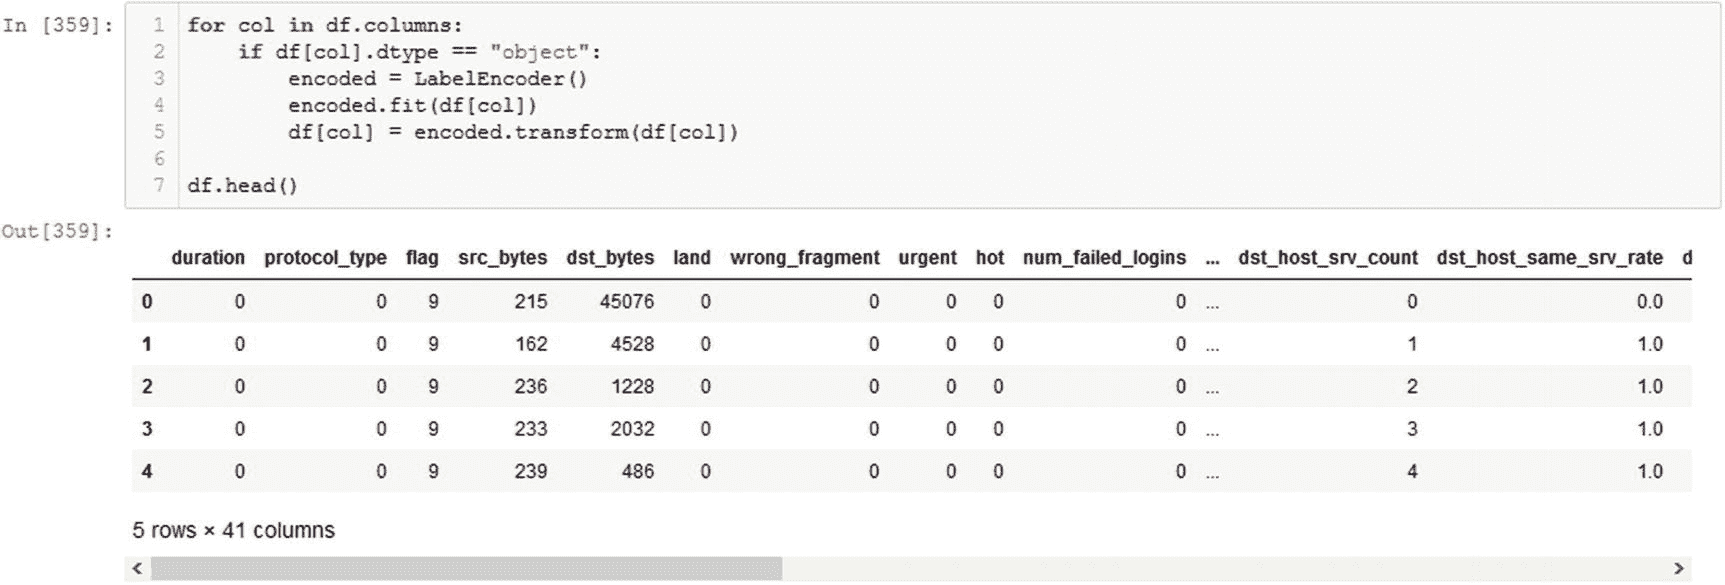 In [359]:
1 for col in df.columns:
2     if df[col].dtype == "object":
3         encoded = LabelEncoder()
4         encoded.fit(df[col])
5         df[col] = encoded.transform(df[col])
6
7 df.head()
Out[359]:
duration protocol_type flag src_bytes dst_bytes land wrong_fragment urgent hot num_failed_logins ... dst_host_srv_count dst_host_same_srv_rate d
0 0 0 9 215 45076 0 0 0 0 0 ... 0 0.0
1 0 0 9 162 4528 0 0 0 0 0 ... 1 1.0
2 0 0 9 236 1228 0 0 0 0 0 ... 2 1.0
3 0 0 9 233 2032 0 0 0 0 0 ... 3 1.0
4 0 0 9 239 486 0 0 0 0 0 ... 4 1.0
5 rows × 41 columns